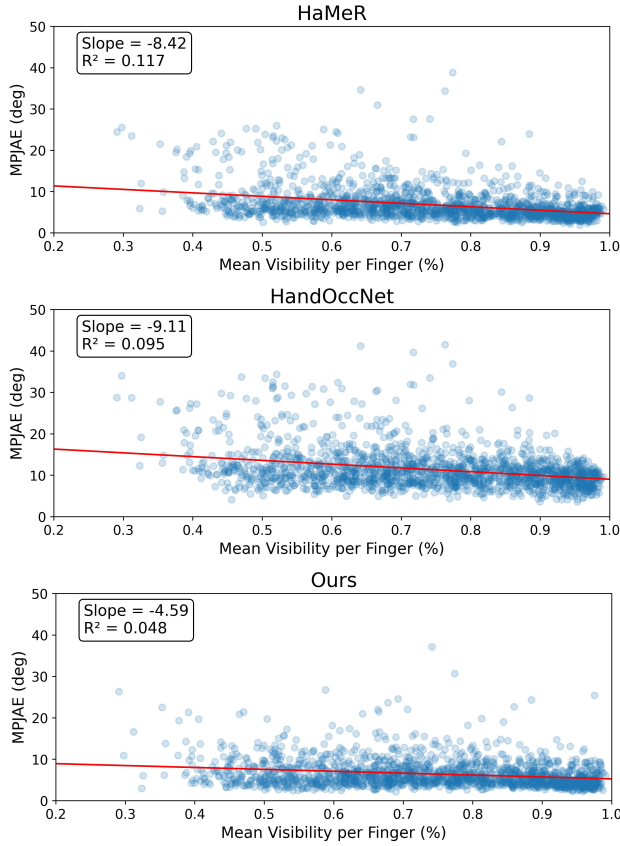 HaMeR
Slope = -8.42
R² = 0.117
50
40
30
20
10
0
MPJAE (deg)
0.2 0.3 0.4 0.5 0.6 0.7 0.8 0.9 1.0
Mean Visibility per Finger (%)
HandOccNet
Slope = -9.11
R² = 0.095
50
40
30
20
10
0
MPJAE (deg)
0.2 0.3 0.4 0.5 0.6 0.7 0.8 0.9 1.0
Mean Visibility per Finger (%)
Ours
Slope = -4.59
R² = 0.048
50
40
30
20
10
0
MPJAE (deg)
0.2 0.3 0.4 0.5 0.6 0.7 0.8 0.9 1.0
Mean Visibility per Finger (%)